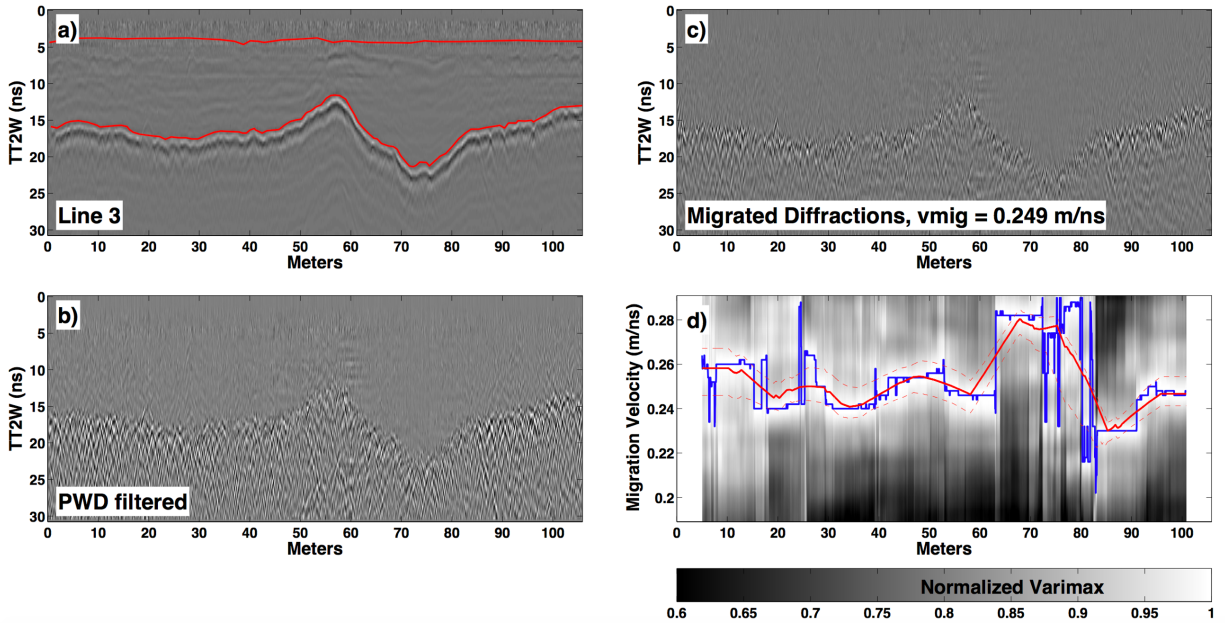 a)
TT2W (ns)
0
5
10
15
20
25
30
Line 3
0 10 20 30 40 50 60 70 80 90 100
Meters
c)
TT2W (ns)
0
5
10
15
20
25
30
Migrated Diffractions, vmig = 0.249 m/ns
0 10 20 30 40 50 60 70 80 90 100
Meters
b)
TT2W (ns)
0
5
10
15
20
25
30
PWD filtered
0 10 20 30 40 50 60 70 80 90 100
Meters
d)
Migration Velocity (m/ns)
0.28
0.26
0.24
0.22
0.2
0 10 20 30 40 50 60 70 80 90 100
Meters
Normalized Varimax
0.6 0.65 0.7 0.75 0.8 0.85 0.9 0.95 1